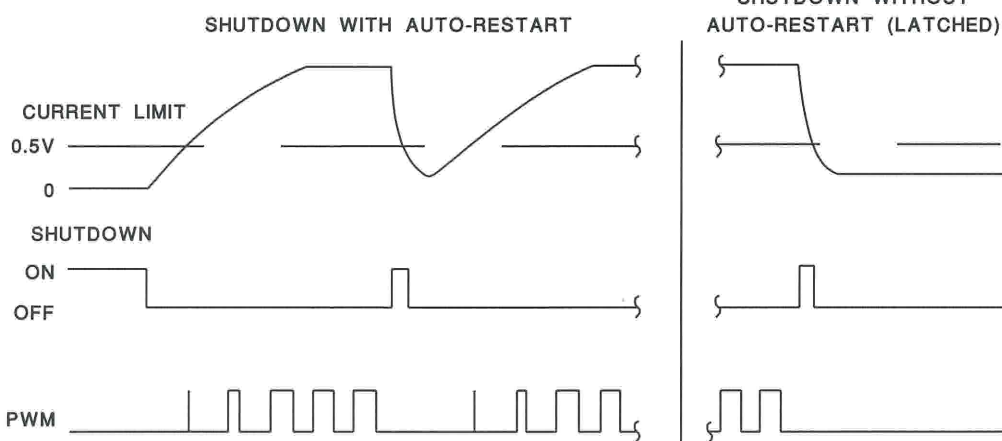 SHUTDOWN WITH AUTO-RESTART
SHUTDOWN WITHOUT
AUTO-RESTART (LATCHED)
CURRENT LIMIT
0.5V
0
SHUTDOWN
ON
OFF
PWM